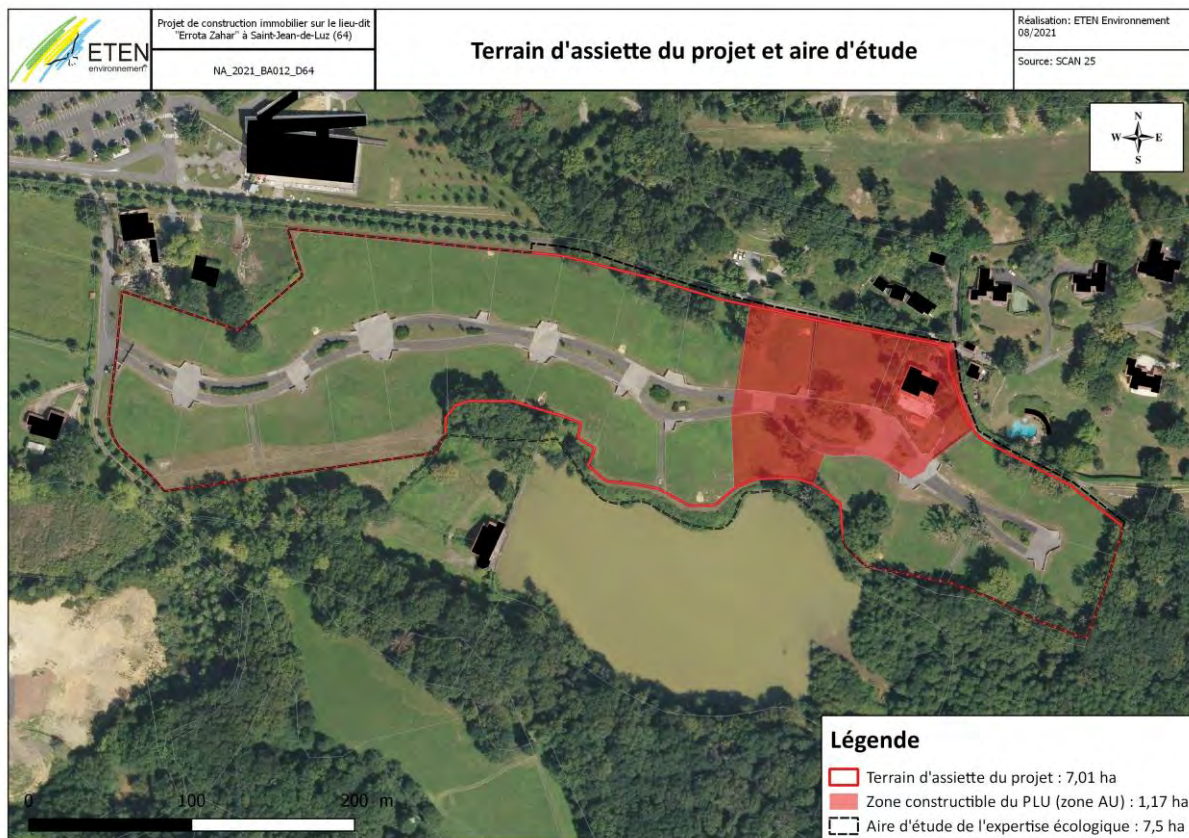 ETEN
environnement
Projet de construction immobilier sur le lieu-dit
"Errota Zahar" à Saint-Jean-de-Luz (64)
NA_2021_BA012_D64
Terrain d'assiette du projet et aire d'étude
Réalisation: ETEN Environnement
08/2021
Source: SCAN 25
N
W E
S
Légende
Terrain d'assiette du projet : 7,01 ha
Zone constructible du PLU (zone AU) : 1,17 ha
Aire d'étude de l'expertise écologique : 7,5 ha
0 100 200 m